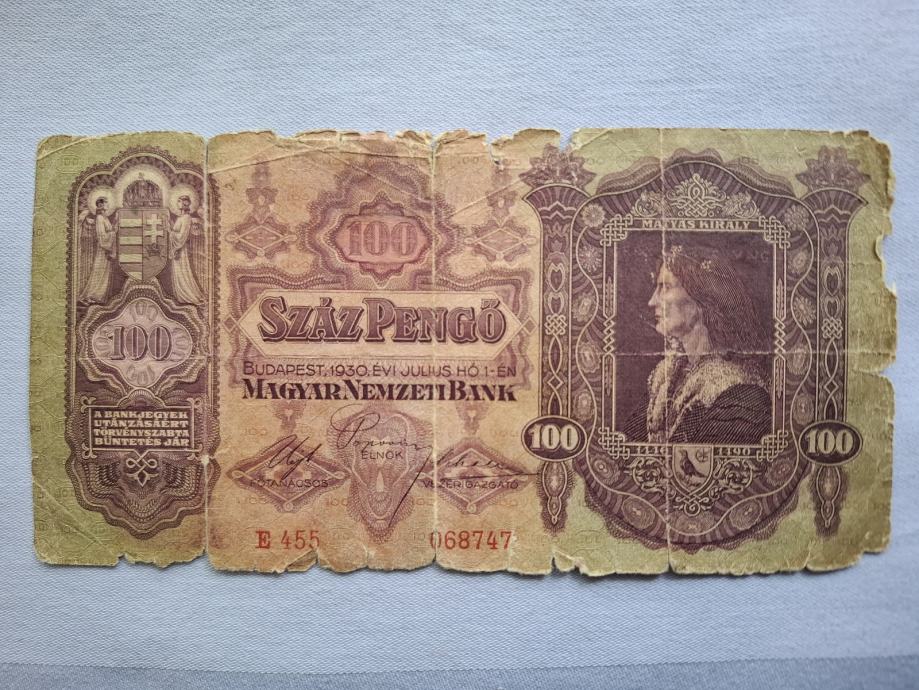 100
A BANKJEGYEK
UTÁNZÁSÁÉRT
TÖRVÉNYSZABTA
BÜNTETÉS JÁR
100
SZÁZ PENGŐ
BUDAPEST, 1930. ÉVI JULIUS HÓ 1-ÉN
MAGYAR NEMZETI BANK
ELNÖK
FŐTANÁCSOS
VEZÉRIGAZGATÓ
E 455
068747
MÁTYÁS KIRÁLY
1446 1490
100
100